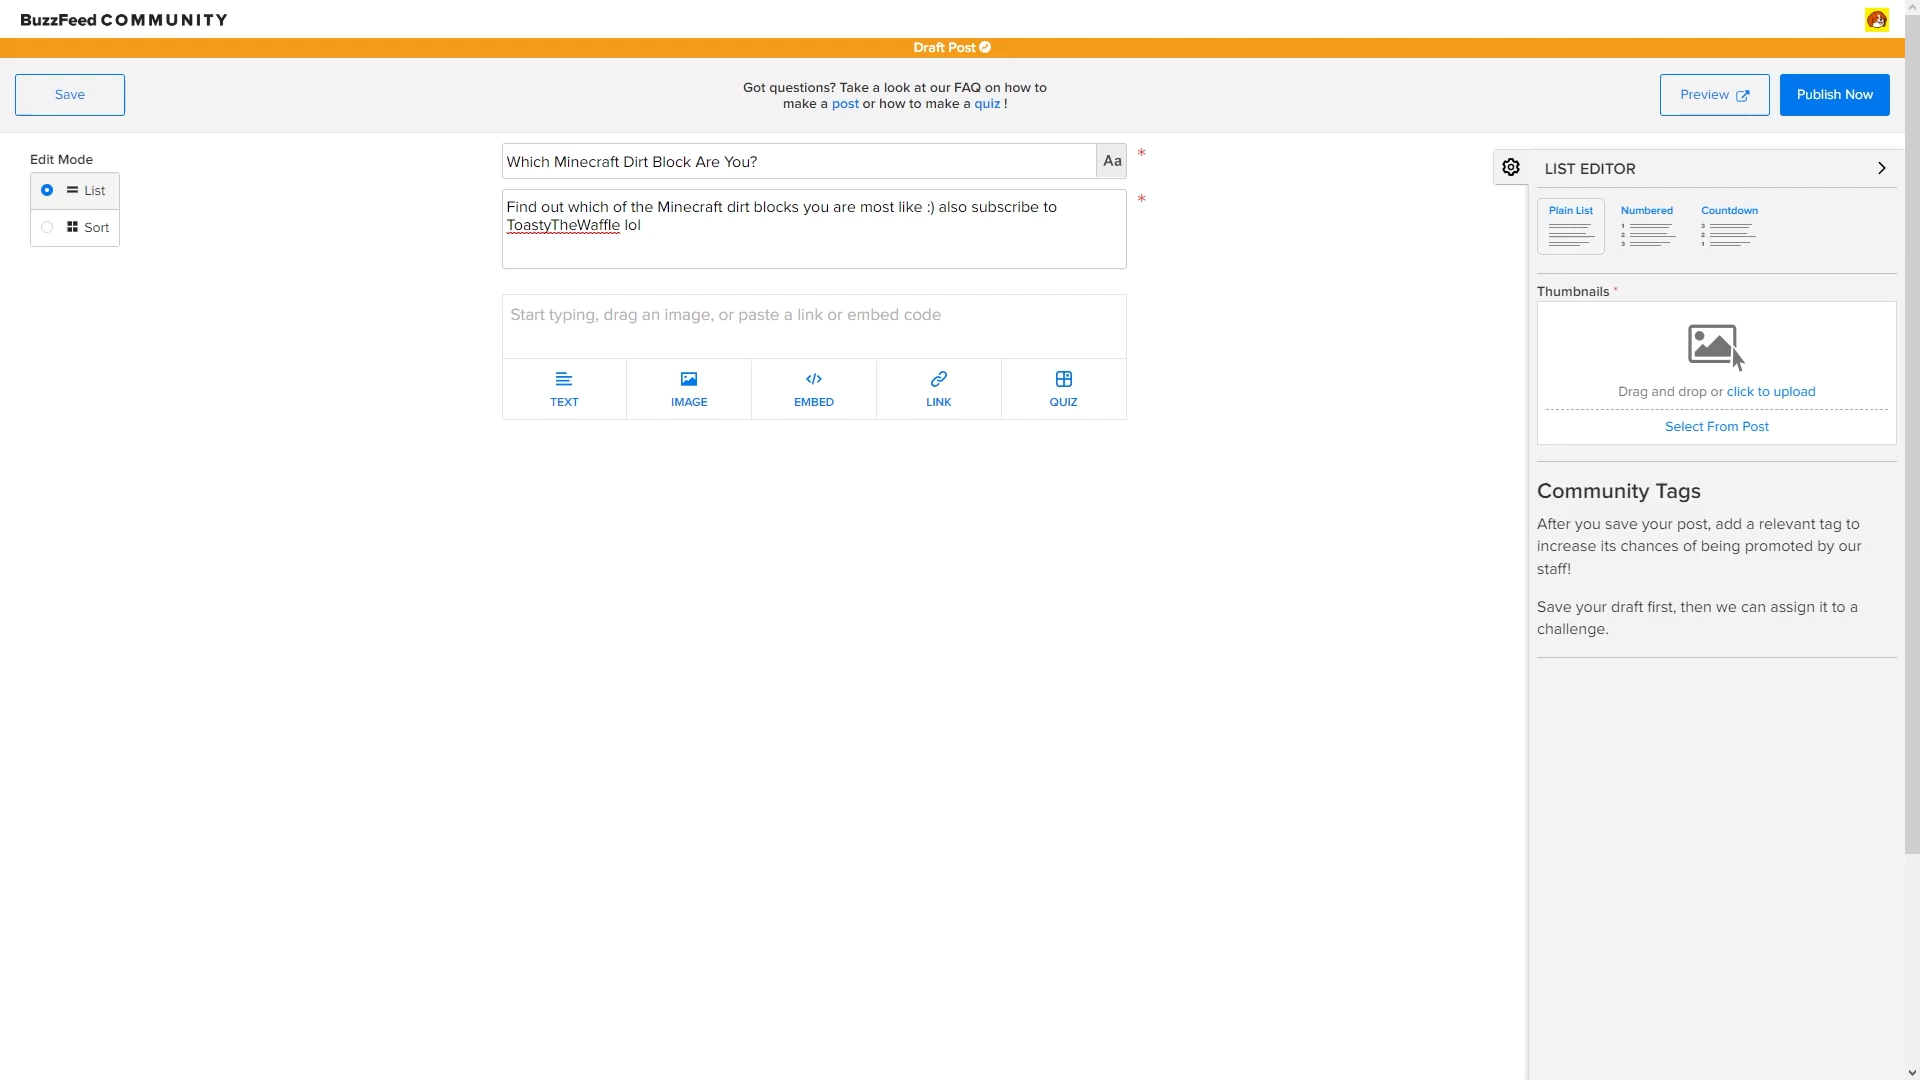 BuzzFeed COMMUNITY
Draft Post
Save
Got questions? Take a look at our FAQ on how to
make a post or how to make a quiz !
Preview
Publish Now
Edit Mode
List
Sort
Which Minecraft Dirt Block Are You?
Aa
*
Find out which of the Minecraft dirt blocks you are most like :) also subscribe to
ToastyTheWaffle lol
*
Start typing, drag an image, or paste a link or embed code
TEXT
IMAGE
EMBED
LINK
QUIZ
LIST EDITOR
Plain List
Numbered
1
2
3
Countdown
3
2
1
Thumbnails *
Drag and drop or click to upload
Select From Post
Community Tags
After you save your post, add a relevant tag to
increase its chances of being promoted by our
staff!
Save your draft first, then we can assign it to a
challenge.